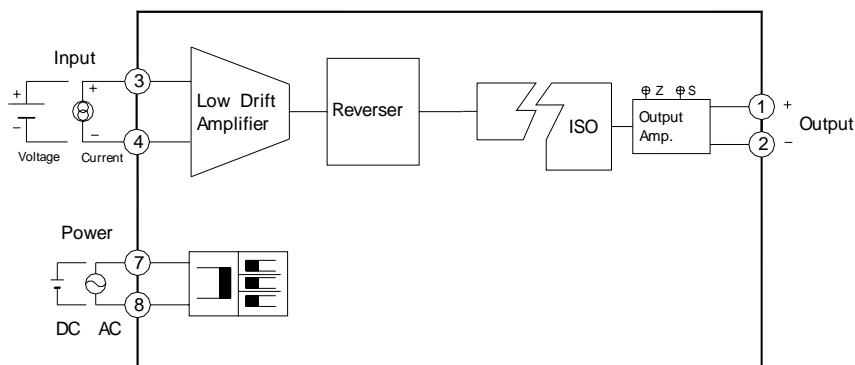 Input
+
−
Voltage
+
−
Current
3
4
Low Drift
Amplifier
Reverser
ISO
Z
S
Output
Amp.
1
2
+
−
Output
Power
7
8
DC
AC